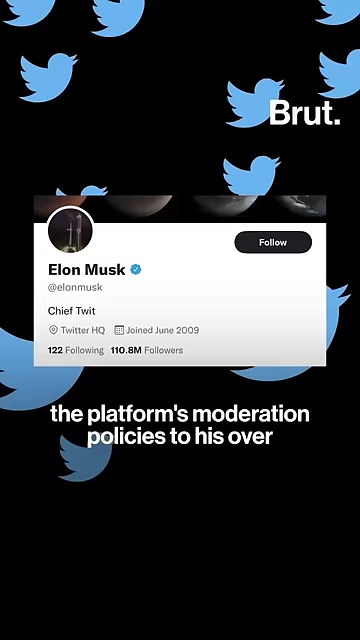 Brut.
Follow
Elon Musk
@elonmusk
Chief Twit
Twitter HQ Joined June 2009
122 Following 110.8M Followers
the platform's moderation
policies to his over